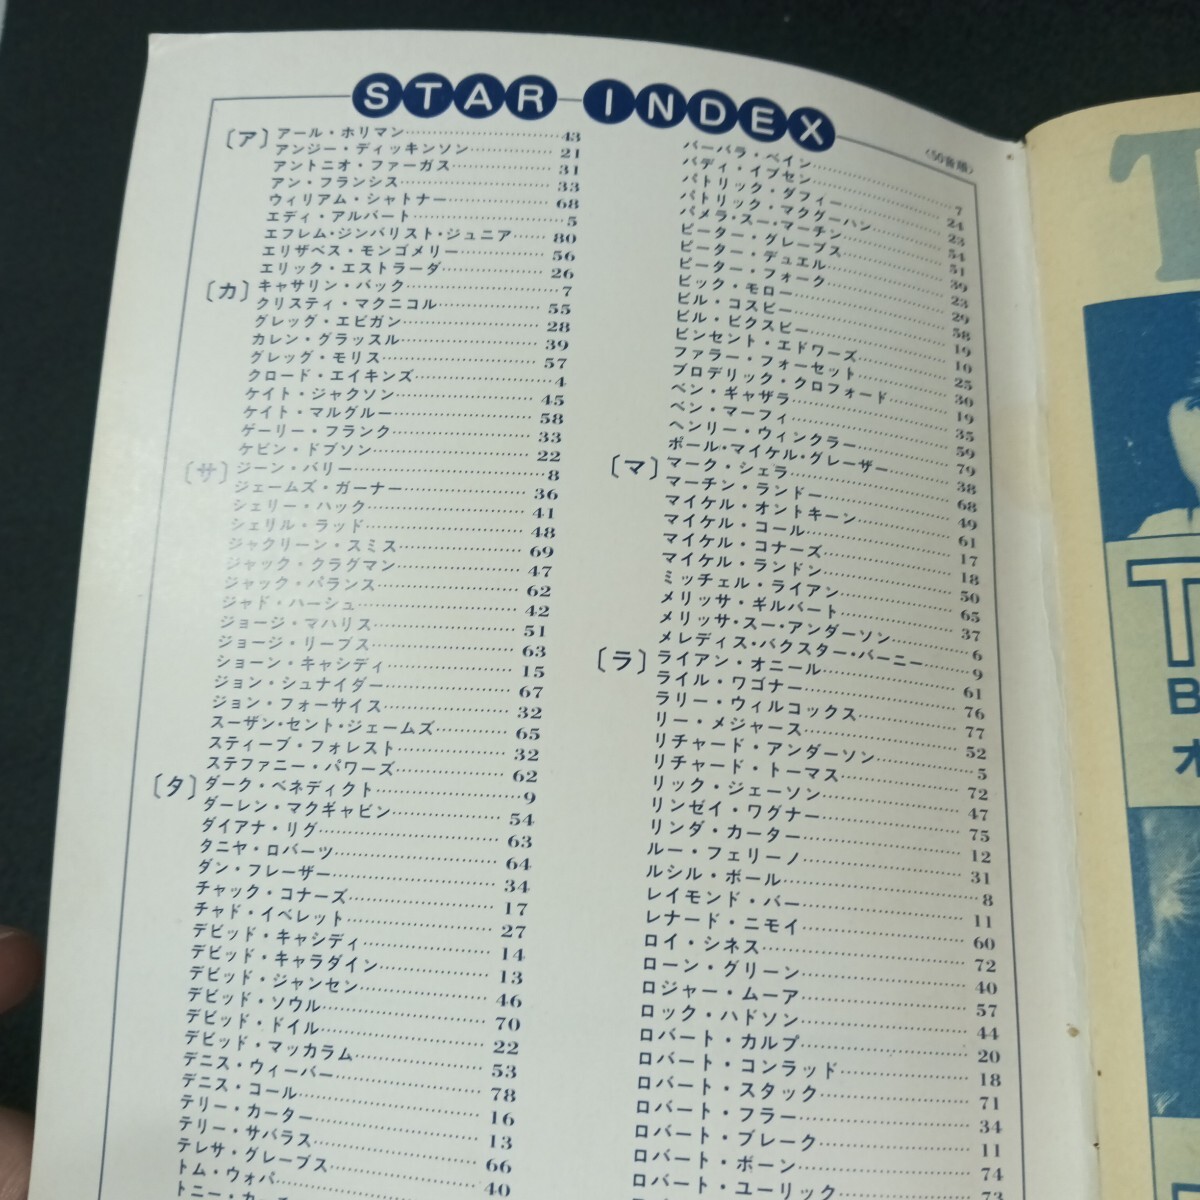 STAR INDEX
〈50音順〉
〔ア〕アール・ホリマン……43
アンジー・ディッキンソン……21
アントニオ・ファーガス……31
アン・フランシス……33
ウィリアム・シャトナー……68
エディ・アルバート……5
エフレム・ジンバリスト・ジュニア……80
エリザベス・モンゴメリー……56
エリック・エストラーダ……26
〔カ〕キャサリン・バック……7
クリスティ・マクニコル……55
グレッグ・エビガン……28
カレン・グラッスル……39
グレッグ・モリス……57
クロード・エイキンズ……4
ケイト・ジャクソン……45
ケイト・マルグルー……58
ゲーリー・フランク……33
ケビン・ドブソン……22
〔サ〕ジーン・バリー……8
ジェームズ・ガーナー……36
シェリー・ハック……41
シェリル・ラッド……48
ジャクリーン・スミス……69
ジャック・クラグマン……47
ジャック・パランス……62
ジャド・ハーシュ……42
ジョージ・マハリス……51
ジョージ・リーブス……63
ショーン・キャシディ……15
ジョン・シュナイダー……67
ジョン・フォーサイス……32
スーザン・セント・ジェームズ……65
スティーブ・フォレスト……32
ステファニー・パワーズ……62
〔タ〕ダーク・ベネディクト……9
ダーレン・マクギャビン……54
ダイアナ・リグ……63
タニヤ・ロバーツ……64
ダン・フレーザー……34
チャック・コナーズ……17
チャド・イベレット……27
デビッド・キャシディ……14
デビッド・キャラダイン……13
デビッド・ジャンセン……46
デビッド・ソウル……70
デビッド・ドイル……22
デビッド・マッカラム……53
デニス・ウィーバー……78
デニス・コール……16
テリー・カーター……13
テリー・サバラス……66
テレサ・グレーブス……40
トム・ウォパ……
トニー・
バーバラ・ベイン……7
バディ・イブセン……24
パトリック・ダフィー……23
パトリック・マクグーハン……54
パメラ・スー・マーチン……51
ピーター・グレーブス……39
ピーター・デュエル……23
ピーター・フォーク……29
ビック・モロー……58
ビル・コスビー……19
ビル・ビクスビー……10
ビンセント・エドワーズ……25
ファラー・フォーセット……30
ブロデリック・クロフォード……19
ベン・ギャザラ……35
ベン・マーフィ……59
ヘンリー・ウィンクラー……79
ポール・マイケル・グレーザー……38
〔マ〕マーク・シェラ……68
マーチン・ランドー……49
マイケル・オントキーン……61
マイケル・コール……17
マイケル・コナーズ……18
マイケル・ランドン……50
ミッチェル・ライアン……65
メリッサ・ギルバート……37
メリッサ・スー・アンダーソン……6
メレディス・バクスター・バーニー……9
〔ラ〕ライアン・オニール……61
ライル・ワゴナー……76
ラリー・ウィルコックス……77
リー・メジャース……52
リチャード・アンダーソン……5
リチャード・トーマス……72
リック・ジェーソン……47
リンゼイ・ワグナー……75
リンダ・カーター……12
ルー・フェリーノ……31
ルシル・ボール……8
レイモンド・バー……11
レナード・ニモイ……60
ロイ・シネス……72
ローン・グリーン……40
ロジャー・ムーア……57
ロック・ハドソン……44
ロバート・カルプ……20
ロバート・コンラッド……18
ロバート・スタック……71
ロバート・フラー……34
ロバート・ブレーク……11
ロバート・ボーン……74
ロバート・ユーリック……73
T
T
B